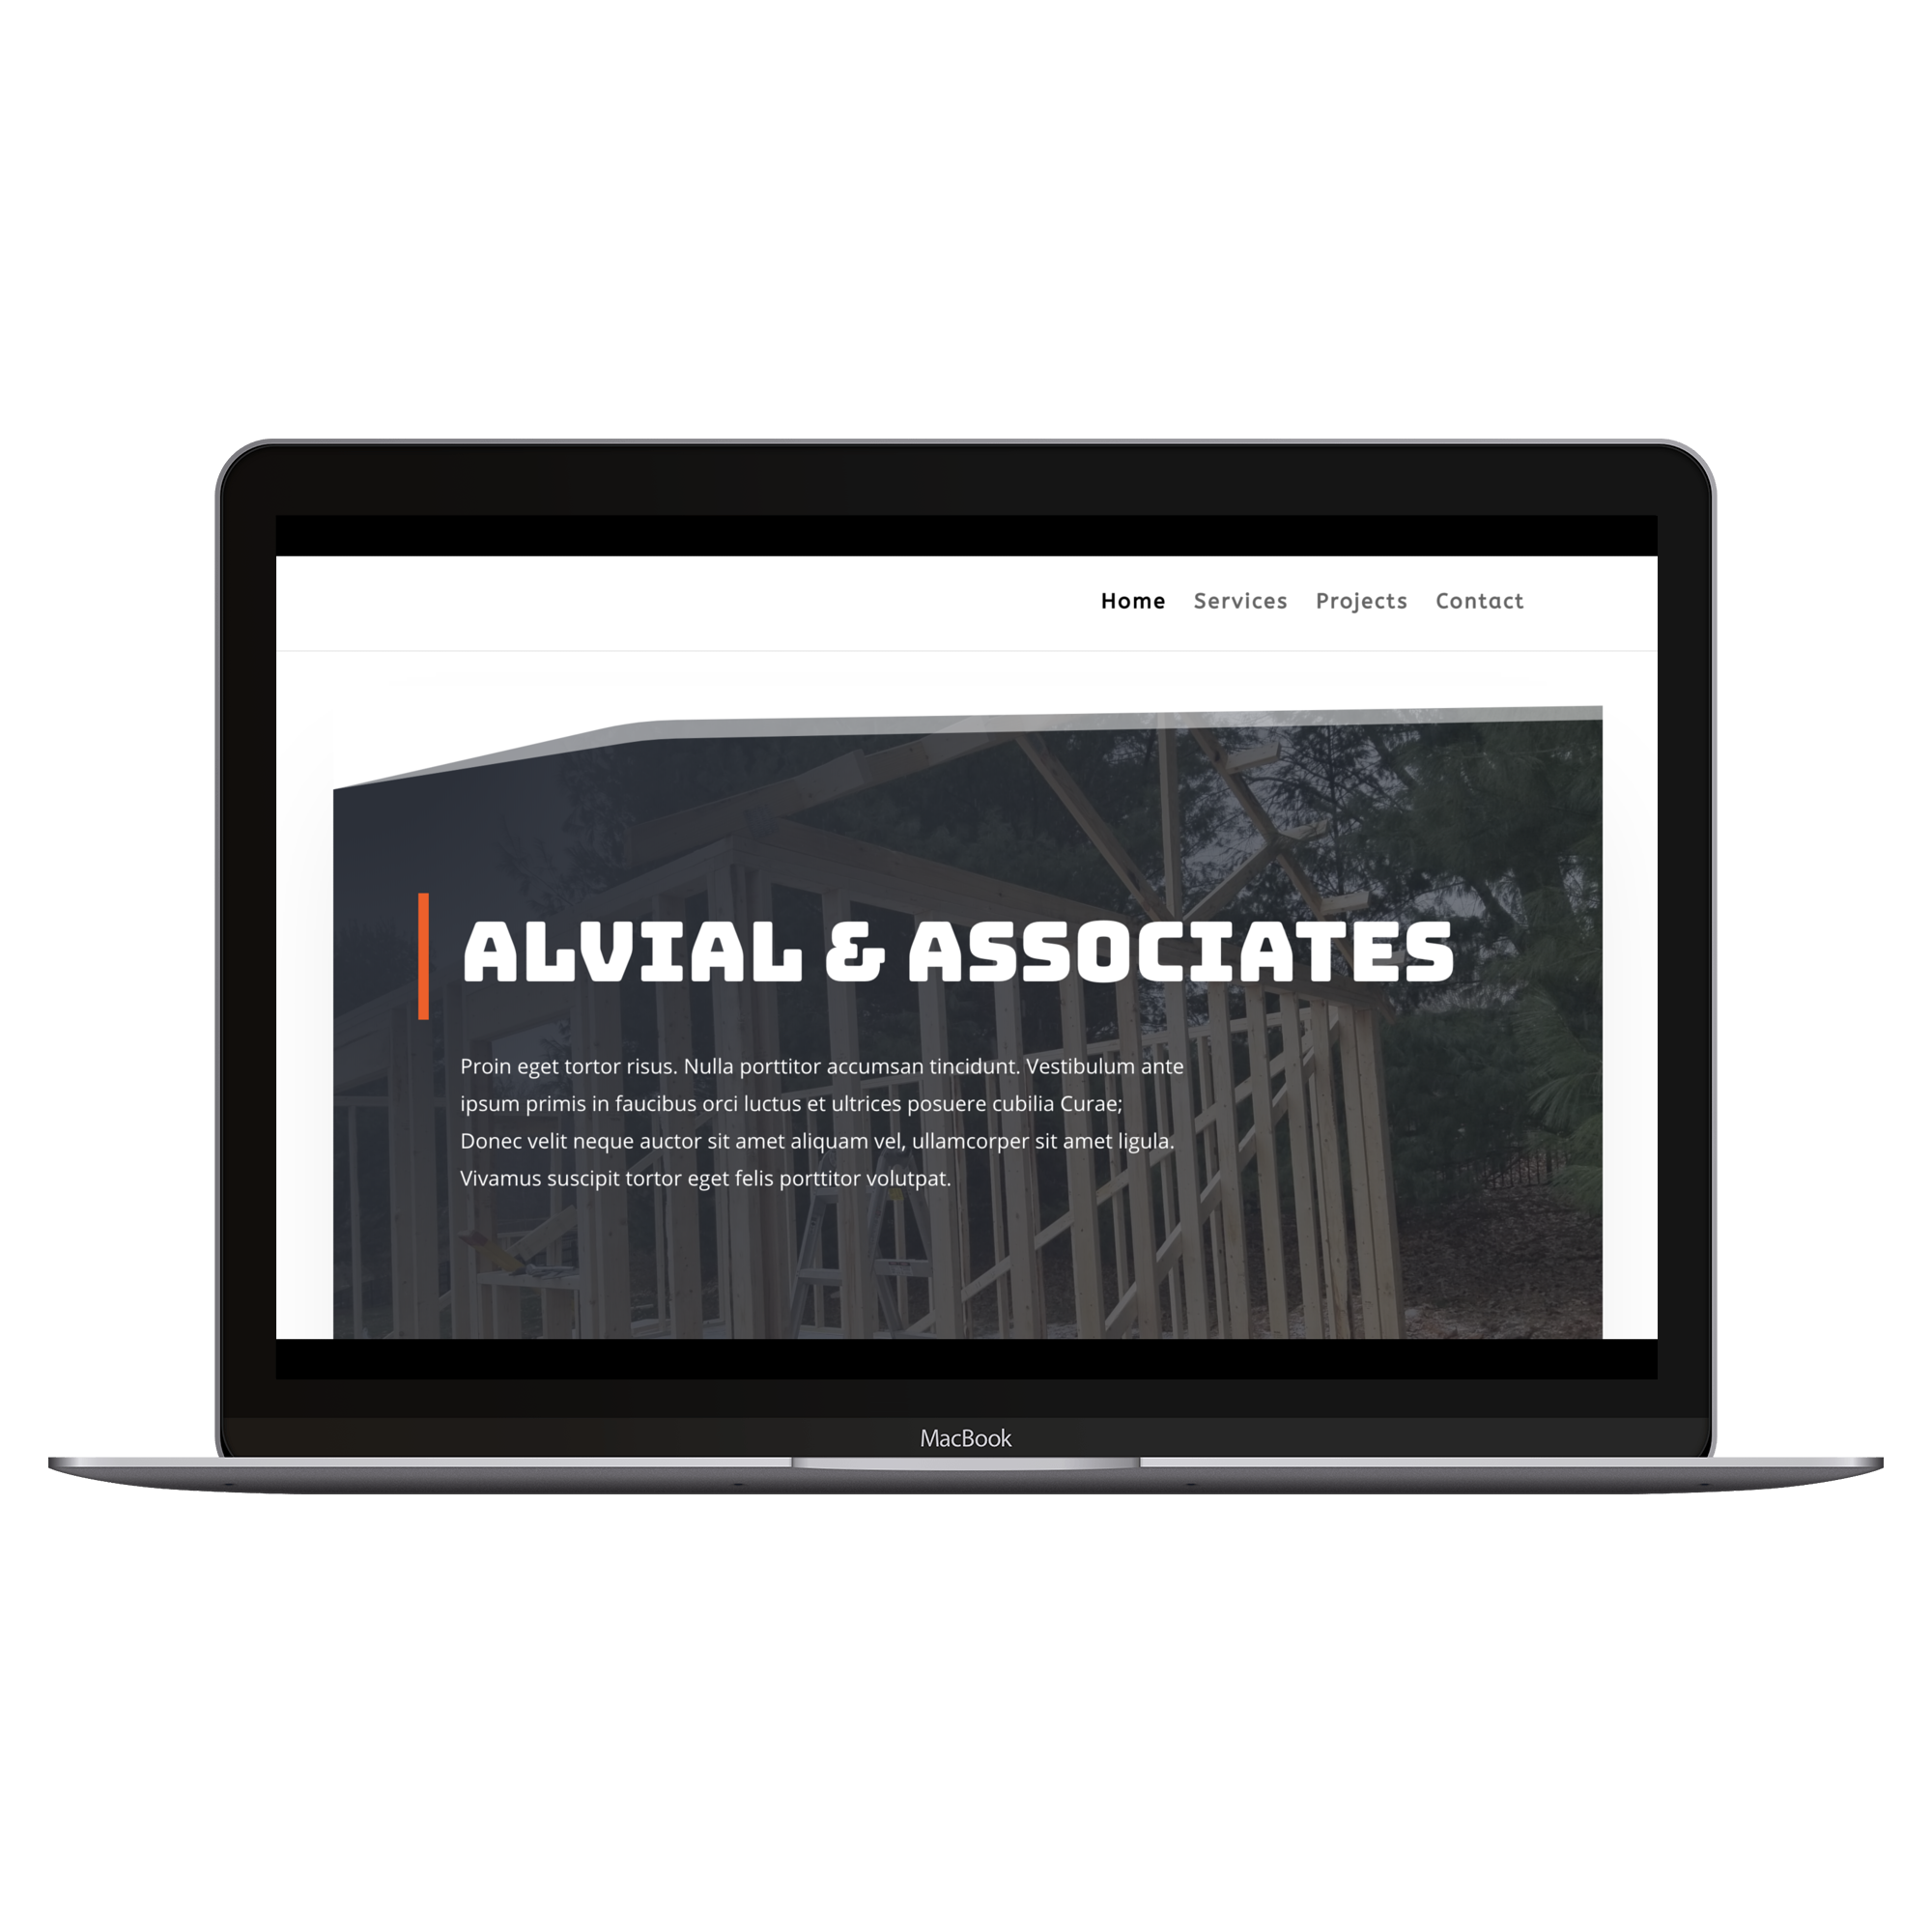 Home Services Projects Contact
ALVIAL & ASSOCIATES
Proin eget tortor risus. Nulla porttitor accumsan tincidunt. Vestibulum ante
ipsum primis in faucibus orci luctus et ultrices posuere cubilia Curae;
Donec velit neque auctor sit amet aliquam vel, ullamcorper sit amet ligula.
Vivamus suscipit tortor eget felis porttitor volutpat.
MacBook